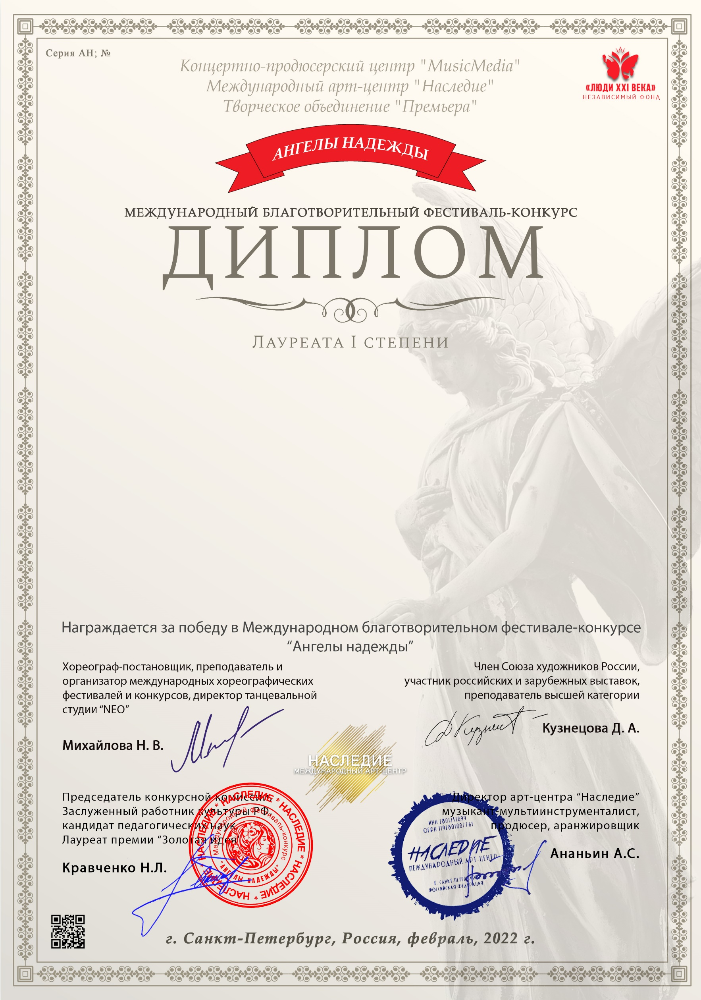 Серия АН; №
Концертно-продюсерский центр "MusicMedia"
Международный арт-центр "Наследие"
Творческое объединение "Премьера"
«ЛЮДИ XXI ВЕКА»
НЕЗАВИСИМЫЙ ФОНД
АНГЕЛЫ НАДЕЖДЫ
МЕЖДУНАРОДНЫЙ БЛАГОТВОРИТЕЛЬНЫЙ ФЕСТИВАЛЬ-КОНКУРС
ДИПЛОМ
Лауреата I степени
Награждается за победу в Международном благотворительном фестивале-конкурсе
“Ангелы надежды”
Хореограф-постановщик, преподаватель и
организатор международных хореографических
фестивалей и конкурсов, директор танцевальной
студии “NEO”
Михайлова Н. В.
Член Союза художников России,
участник российских и зарубежных выставок,
преподаватель высшей категории
Кузнецова Д. А.
НАСЛЕДИЕ
МЕЖДУНАРОДНЫЙ АРТ-ЦЕНТР
Председатель конкурсной комиссии,
Заслуженный работник культуры РФ,
кандидат педагогических наук,
Лауреат премии “Золотая идея”
Кравченко Н.Л.
НАСЛЕДИЕ * НАСЛЕДИЕ * НАСЛЕДИЕ * НАСЛЕДИЕ * НАСЛЕДИЕ *
Международный фестиваль-конкурс
"АНГЕЛЫ НАДЕЖДЫ"
Директор арт-центра “Наследие”
музыкант-мультиинструменталист,
продюсер, аранжировщик
Ананьин А.С.
ИНН 2801251899
ОГРН 1192801007761
НАСЛЕДИЕ
МЕЖДУНАРОДНЫЙ АРТ-ЦЕНТР
Г. САНКТ ПЕТЕРБУРГ
РОССИЙСКАЯ ФЕДЕРАЦИЯ
г. Санкт-Петербург, Россия, февраль, 2022 г.